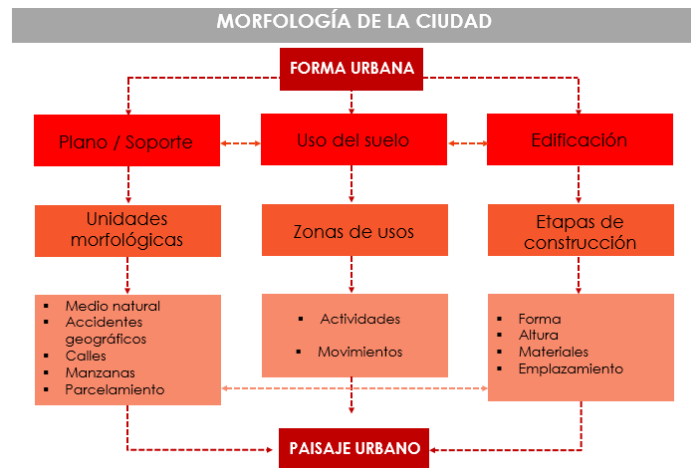 MORFOLOGÍA DE LA CIUDAD
FORMA URBANA
Plano / Soporte
Uso del suelo
Edificación
Unidades
morfológicas
Zonas de usos
Etapas de
construcción
▪ Medio natural
▪ Accidentes
geográficos
▪ Calles
▪ Manzanas
▪ Parcelamiento
▪ Actividades
▪ Movimientos
▪ Forma
▪ Altura
▪ Materiales
▪ Emplazamiento
PAISAJE URBANO